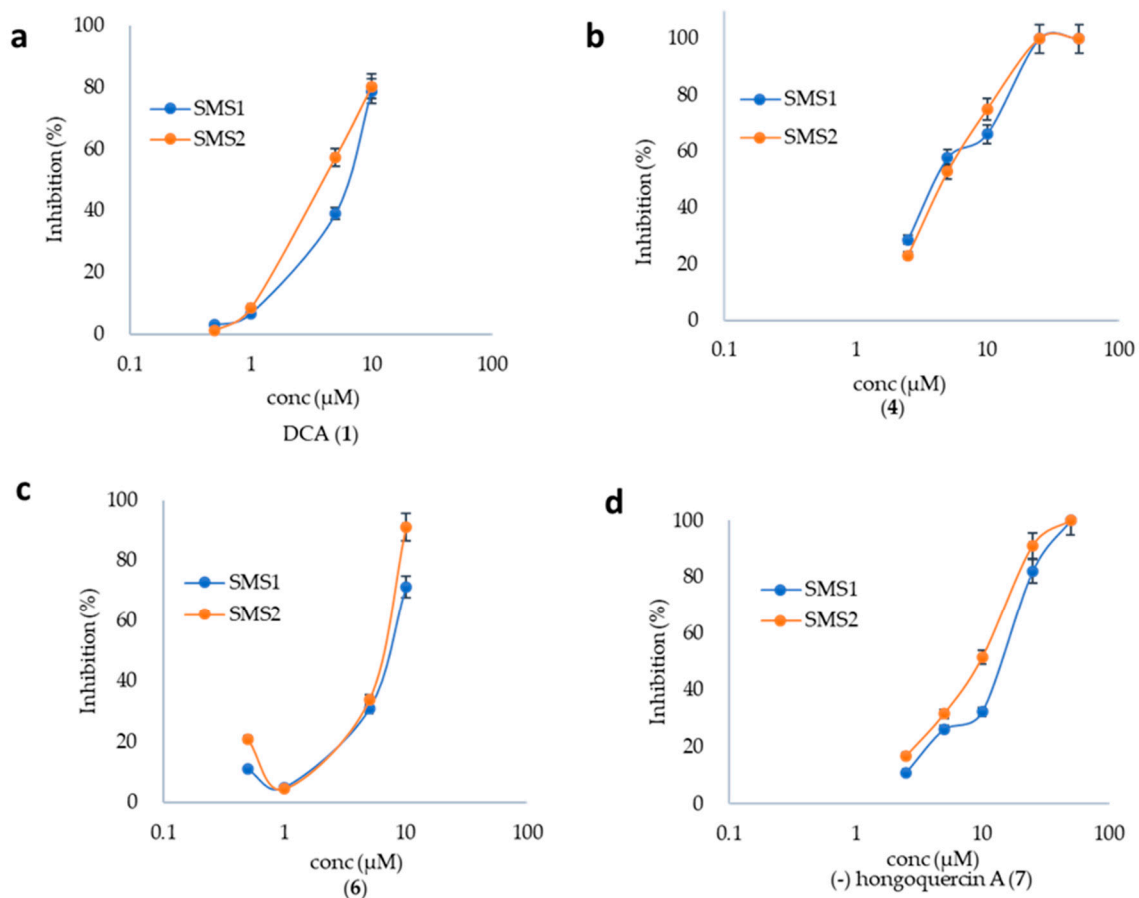 a
100
80
60
40
20
0
Inhibition (%)
SMS1
SMS2
0.1 1 10 100
conc (µM)
DCA (1)
b
100
80
60
40
20
0
Inhibition (%)
SMS1
SMS2
0.1 1 10 100
conc (µM)
(4)
c
100
80
60
40
20
0
Inhibition (%)
SMS1
SMS2
0.1 1 10 100
conc (µM)
(6)
d
100
80
60
40
20
0
Inhibition (%)
SMS1
SMS2
0.1 1 10 100
conc (µM)
(-) hongoquercin A (7)